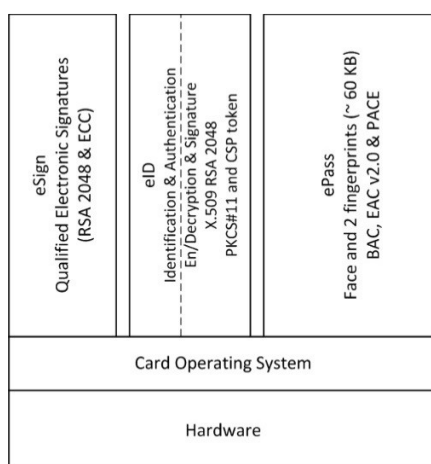 eSign
Qualified Electronic Signatures
(RSA 2048 & ECC)
eID
Identification & Authentication
En/Decryption & Signature
X.509 RSA 2048
PKCS#11 and CSP token
ePass
Face and 2 fingerprints (~ 60 KB)
BAC, EAC v2.0 & PACE
Card Operating System
Hardware